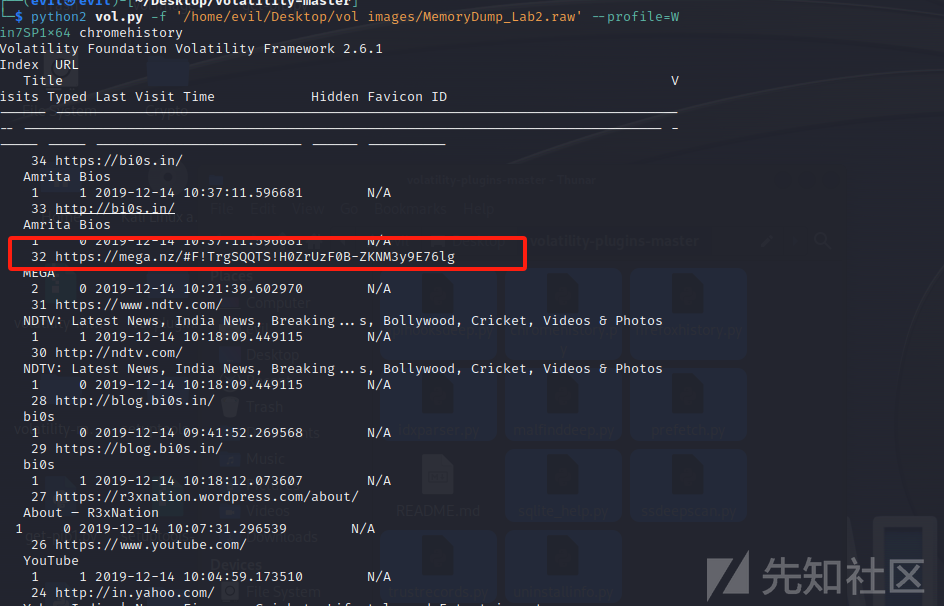 (evil㉿evil)-[~/Desktop/volatility-master]
└─$ python2 vol.py -f '/home/evil/Desktop/vol images/MemoryDump_Lab2.raw' --profile=W
in7SP1×64 chromehistory
Volatility Foundation Volatility Framework 2.6.1
Index URL
Title V
isits Typed Last Visit Time Hidden Favicon ID
34 https://bi0s.in/
Amrita Bios
1 1 2019-12-14 10:37:11.596681 N/A
33 http://bi0s.in/
Amrita Bios
1 0 2019-12-14 10:37:11.596681 N/A
32 https://mega.nz/#F!TrgSQQTS!H0ZrUzF0B-ZKNM3y9E76lg
MEGA
2 0 2019-12-14 10:21:39.602970 N/A
31 https://www.ndtv.com/
NDTV: Latest News, India News, Breaking...s, Bollywood, Cricket, Videos & Photos
1 1 2019-12-14 10:18:09.449115 N/A
30 http://ndtv.com/
NDTV: Latest News, India News, Breaking...s, Bollywood, Cricket, Videos & Photos
1 0 2019-12-14 10:18:09.449115 N/A
28 http://blog.bi0s.in/
bi0s
1 0 2019-12-14 09:41:52.269568 N/A
29 https://blog.bi0s.in/
bi0s
1 1 2019-12-14 10:18:12.073607 N/A
27 https://r3xnation.wordpress.com/about/
About – R3xNation
1 0 2019-12-14 10:07:31.296539 N/A
26 https://www.youtube.com/
YouTube
1 1 2019-12-14 10:04:59.173510 N/A
24 http://in.yahoo.com/
先知社区